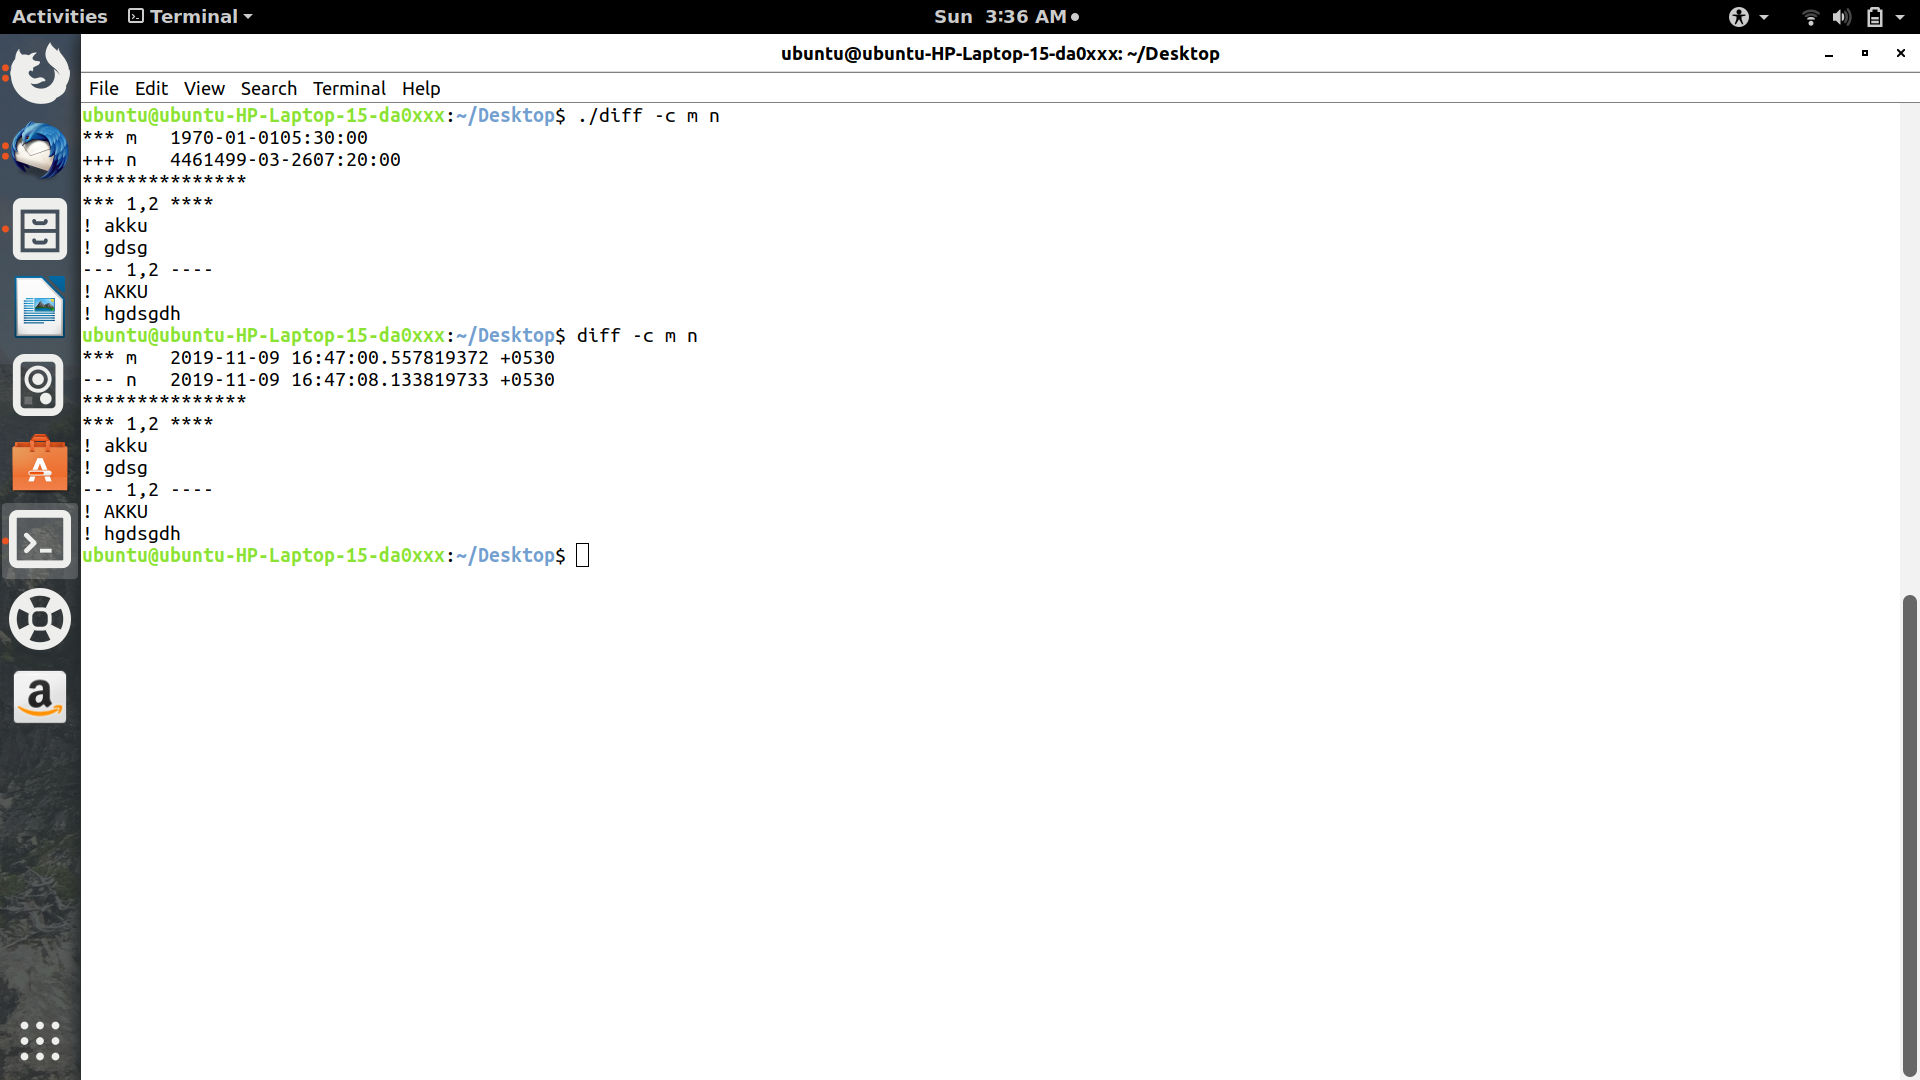 Activities Terminal Sun 3:36 AM
ubuntu@ubuntu-HP-Laptop-15-da0xxx: ~/Desktop
File Edit View Search Terminal Help
ubuntu@ubuntu-HP-Laptop-15-da0xxx:~/Desktop$ ./diff -c m n
*** m   1970-01-0105:30:00
+++ n   4461499-03-2607:20:00
***************
*** 1,2 ****
! akku
! gdsg
--- 1,2 ----
! AKKU
! hgdsgdh
ubuntu@ubuntu-HP-Laptop-15-da0xxx:~/Desktop$ diff -c m n
*** m   2019-11-09 16:47:00.557819372 +0530
--- n   2019-11-09 16:47:08.133819733 +0530
***************
*** 1,2 ****
! akku
! gdsg
--- 1,2 ----
! AKKU
! hgdsgdh
ubuntu@ubuntu-HP-Laptop-15-da0xxx:~/Desktop$